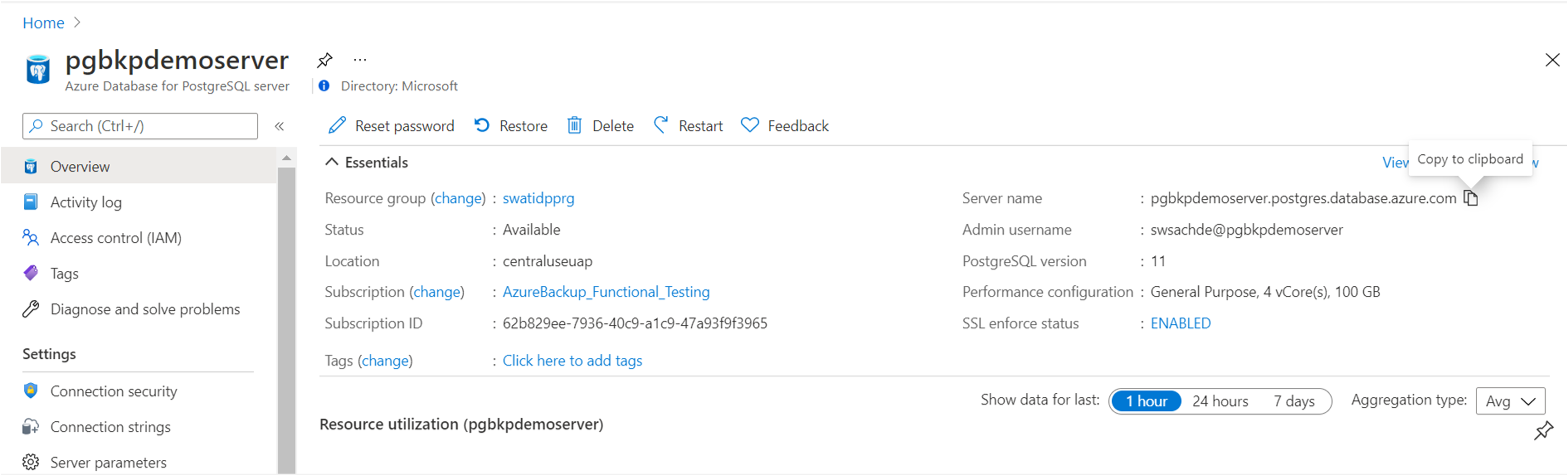 Home
pgbkpdemoserver ...
Azure Database for PostgreSQL server
Directory: Microsoft
Search (Ctrl+/)
Overview
Activity log
Access control (IAM)
Tags
Diagnose and solve problems
Settings
Connection security
Connection strings
Server parameters
Reset password Restore Delete Restart Feedback
Essentials
View
Copy to clipboard
Resource group (change) : swatidpprg
Status : Available
Location : centraluseuap
Subscription (change) : AzureBackup_Functional_Testing
Subscription ID : 62b829ee-7936-40c9-a1c9-47a93f9f3965
Tags (change) : Click here to add tags
Server name : pgbkpdemoserver.postgres.database.azure.com
Admin username : swsachde@pgbkpdemoserver
PostgreSQL version : 11
Performance configuration : General Purpose, 4 vCore(s), 100 GB
SSL enforce status : ENABLED
Show data for last: 1 hour 24 hours 7 days Aggregation type: Avg
Resource utilization (pgbkpdemoserver)